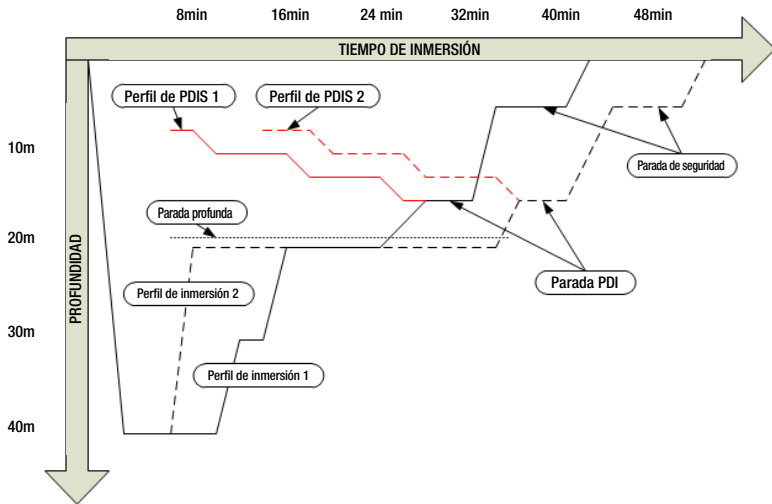 8min 16min 24 min 32min 40min 48min
TIEMPO DE INMERSIÓN
Perfil de PDIS 1
Perfil de PDIS 2
10m
Parada de seguridad
Parada profunda
20m
Parada PDI
Perfil de inmersión 2
PROFUNDIDAD
30m
Perfil de inmersión 1
40m